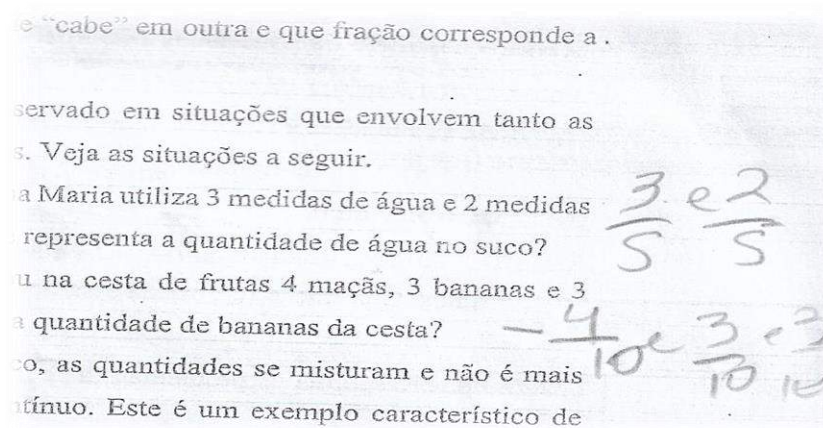 “cabe” em outra e que fração corresponde a .
servado em situações que envolvem tanto as
s. Veja as situações a seguir.
a Maria utiliza 3 medidas de água e 2 medidas
3/5 e 2/5
representa a quantidade de água no suco?
u na cesta de frutas 4 maçãs, 3 bananas e 3
a quantidade de bananas da cesta?
- 4/10 e 3/10 e 3/10
co, as quantidades se misturam e não é mais
tínuo. Este é um exemplo característico de